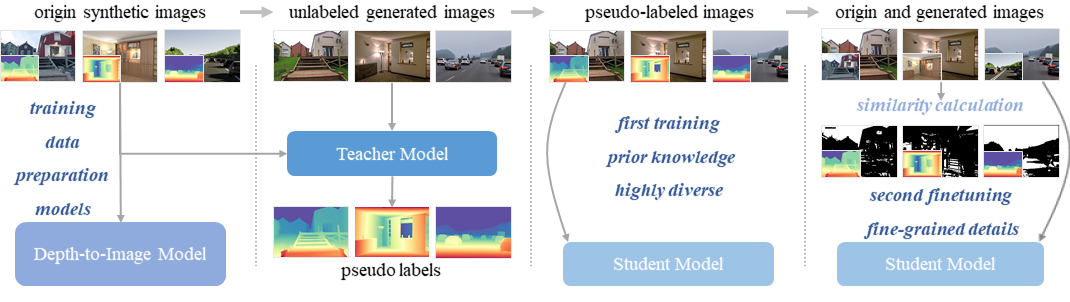 origin synthetic images
unlabeled generated images
pseudo-labeled images
origin and generated images
training
data
preparation
models
Depth-to-Image Model
Teacher Model
pseudo labels
first training
prior knowledge
highly diverse
Student Model
similarity calculation
second finetuning
fine-grained details
Student Model